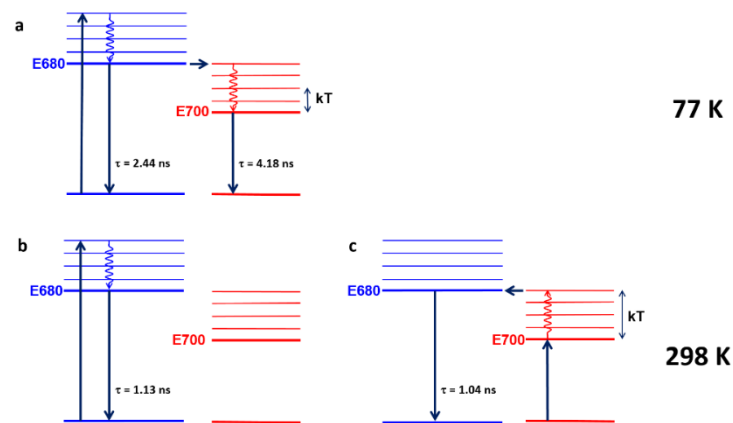 a
E680
E700
kT
77 K
τ = 2.44 ns
τ = 4.18 ns
b
c
E680
E680
kT
E700
E700
298 K
τ = 1.13 ns
τ = 1.04 ns